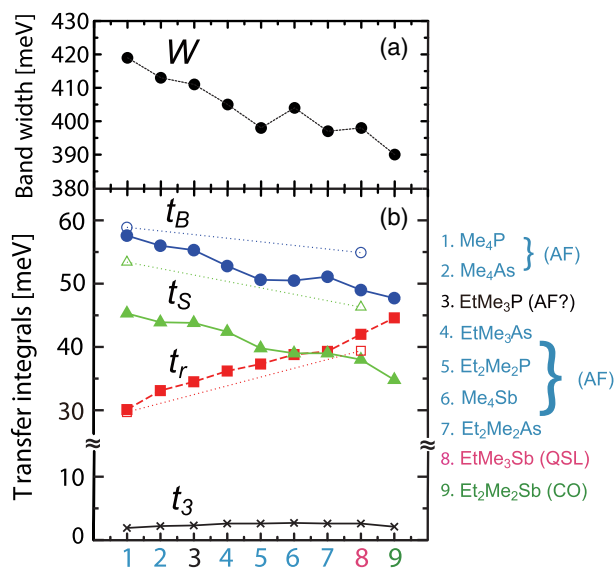 430
420
410
400
390
380
Band width [meV]
W
(a)
60
50
40
30
10
0
Transfer integrals [meV]
(b)
t_B
t_S
t_r
t_3
≈
≈
1 2 3 4 5 6 7 8 9
1. Me₄P
2. Me₄As
} (AF)
3. EtMe₃P (AF?)
4. EtMe₃As
5. Et₂Me₂P
6. Me₄Sb
} (AF)
7. Et₂Me₂As
8. EtMe₃Sb (QSL)
9. Et₂Me₂Sb (CO)